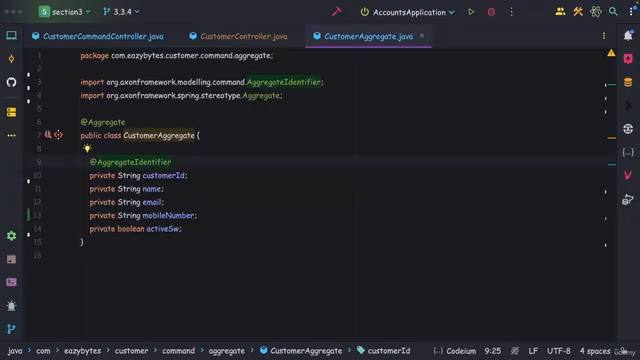 S section3 3.3.4 AccountsApplication
CustomerCommandController.java CustomerController.java CustomerAggregate.java
1 package com.eazybytes.customer.command.aggregate;
2
3 import org.axonframework.modelling.command.AggregateIdentifier;
4 import org.axonframework.spring.stereotype.Aggregate;
5
6 @Aggregate
7 public class CustomerAggregate {
8
9 @AggregateIdentifier
10 private String customerId;
11 private String name;
12 private String email;
13 private String mobileNumber;
14 private boolean activeSw;
15 }
16
java com eazybytes customer command aggregate CustomerAggregate customerId Codeium 9:25 LF UTF-8 4 spaces
Udemy